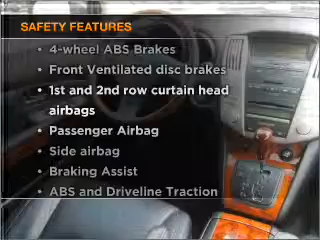 SAFETY FEATURES
• 4-wheel ABS Brakes
• Front Ventilated disc brakes
• 1st and 2nd row curtain head
airbags
• Passenger Airbag
• Side airbag
• Braking Assist
• ABS and Driveline Traction